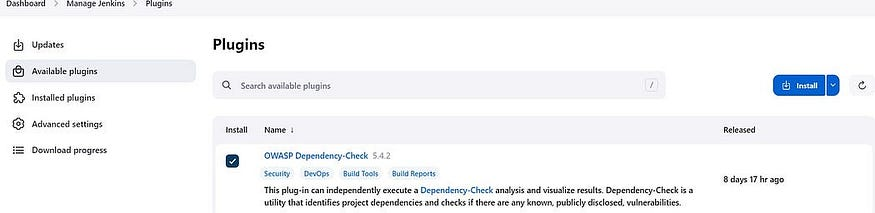 Dashboard > Manage Jenkins > Plugins
Updates
Available plugins
Installed plugins
Advanced settings
Download progress
Plugins
Search available plugins /
Install
Install Name ↓ Released
OWASP Dependency-Check 5.4.2
Security DevOps Build Tools Build Reports
This plug-in can independently execute a Dependency-Check analysis and visualize results. Dependency-Check is a
utility that identifies project dependencies and checks if there are any known, publicly disclosed, vulnerabilities.
8 days 17 hr ago